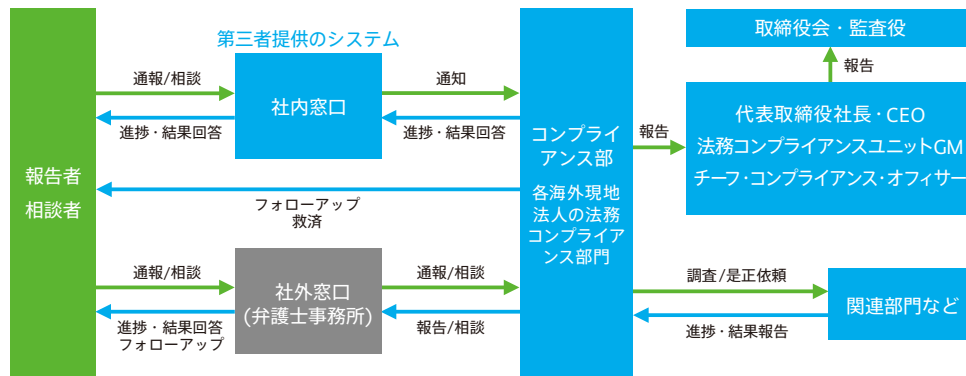 第三者提供のシステム
取締役会・監査役
通報/相談
社内窓口
通知
進捗・結果回答
進捗・結果回答
報告
代表取締役社長・CEO
法務コンプライアンスユニットGM
チーフ・コンプライアンス・オフィサー
報告
コンプライ
アンス部
各海外現地
法人の法務
コンプライア
ンス部門
報告者
相談者
フォローアップ
救済
通報/相談
社外窓口
(弁護士事務所)
通報/相談
進捗・結果回答
フォローアップ
報告/相談
調査/是正依頼
関連部門など
進捗・結果報告